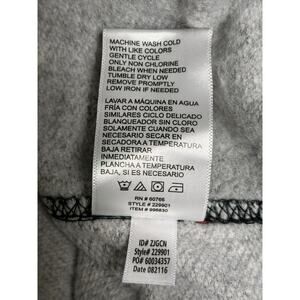 MACHINE WASH COLD
WITH LIKE COLORS
GENTLE CYCLE
ONLY NON CHLORINE
BLEACH WHEN NEEDED
TUMBLE DRY LOW
REMOVE PROMPTLY
LOW IRON IF NEEDED
LAVAR A MÁQUINA EN AGUA
FRÍA CON COLORES
SIMILARES CICLO DELICADO
BLANQUEADOR SIN CLORO
SOLAMENTE CUANDO SEA
NECESARIO SECAR EN
SECADORA A TEMPERATURA
BAJA RETIRAR
INMEDIATAMENTE
PLANCHA A TEMPERATURA
BAJA, SI ES NECESARIO
RN # 60766
STYLE # 229901
ITEM # 996830
ID# ZJGCN
Style# 229901
PO# 60034357
Date 082116